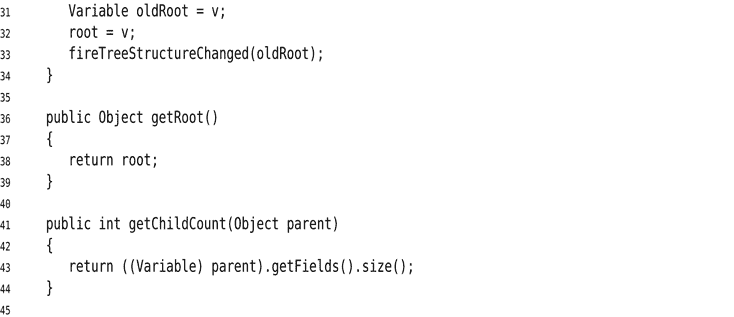 31 Variable oldRoot = v;
32 root = v;
33 fireTreeStructureChanged(oldRoot);
34 }
35
36 public Object getRoot()
37 {
38 return root;
39 }
40
41 public int getChildCount(Object parent)
42 {
43 return ((Variable) parent).getFields().size();
44 }
45